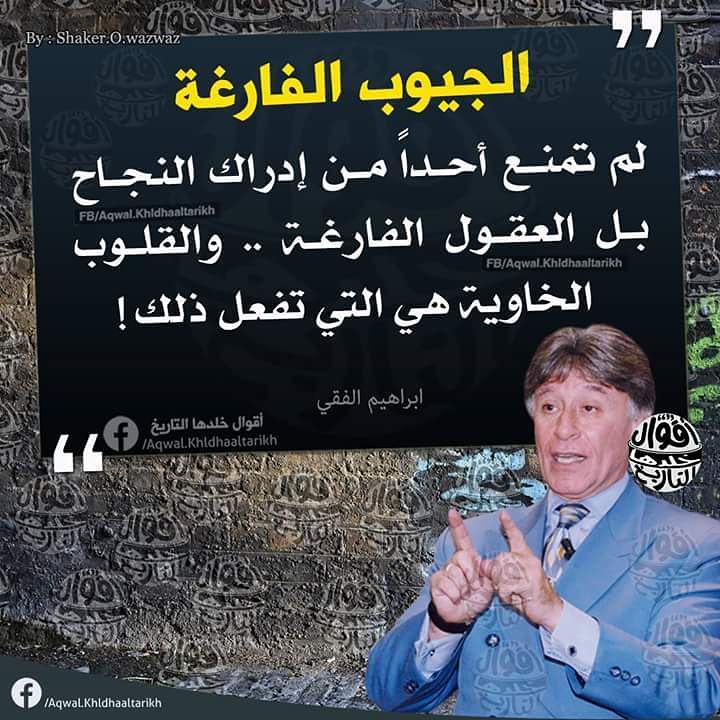 By : Shaker.O.wazwaz
الجيوب الفارغة
لم تمنع أحداً من إدراك النجاح
FB/Aqwal.Khldhaaltarikh
بل العقول الفارغة .. والقلوب
FB/Aqwal.Khldhaaltarikh
الخاوية هي التي تفعل ذلك !
ابراهيم الفقي
أقوال خلدها التاريخ
/Aqwal.Khldhaaltarikh
أقوال
خلدها
التاريخ
/Aqwal.Khldhaaltarikh